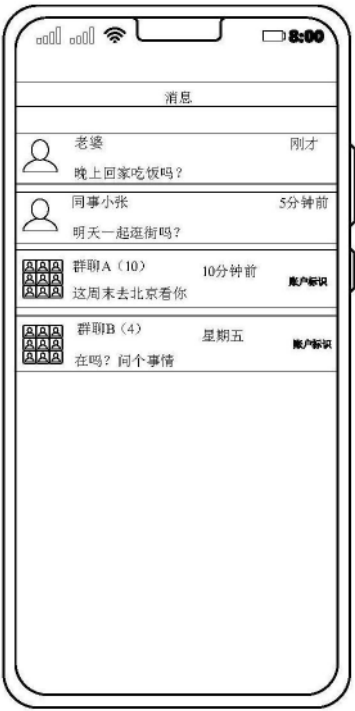 8:00
消息
老婆 刚才
晚上回家吃饭吗？
同事小张 5分钟前
明天一起逛街吗？
群聊A（10） 10分钟前
这周末去北京看你 账户标识
群聊B（4） 星期五
在吗？问个事情 账户标识